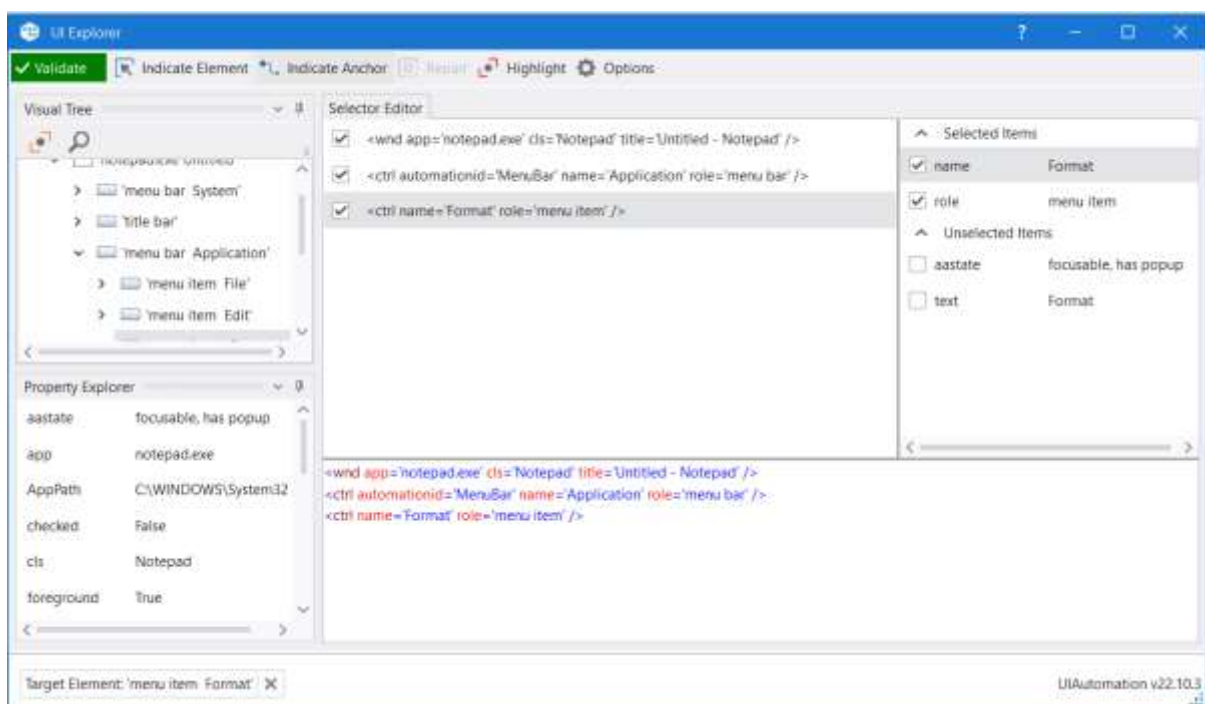 UI Explorer
?
Validate
Indicate Element
Indicate Anchor
Repair
Highlight
Options
Visual Tree
notepad.exe Untitled
'menu bar System'
'title bar'
'menu bar Application'
'menu item File'
'menu item Edit'
Property Explorer
aastate focusable, has popup
app notepad.exe
AppPath C:\WINDOWS\System32
checked False
cls Notepad
foreground True
Selector Editor
<wnd app='notepad.exe' cls='Notepad' title='Untitled - Notepad' />
<ctrl automationid='MenuBar' name='Application' role='menu bar' />
<ctrl name='Format' role='menu item' />
Selected Items
name Format
role menu item
Unselected Items
aastate focusable, has popup
text Format
<wnd app='notepad.exe' cls='Notepad' title='Untitled - Notepad' />
<ctrl automationid='MenuBar' name='Application' role='menu bar' />
<ctrl name='Format' role='menu item' />
Target Element: 'menu item Format'
UIAutomation v22.10.3